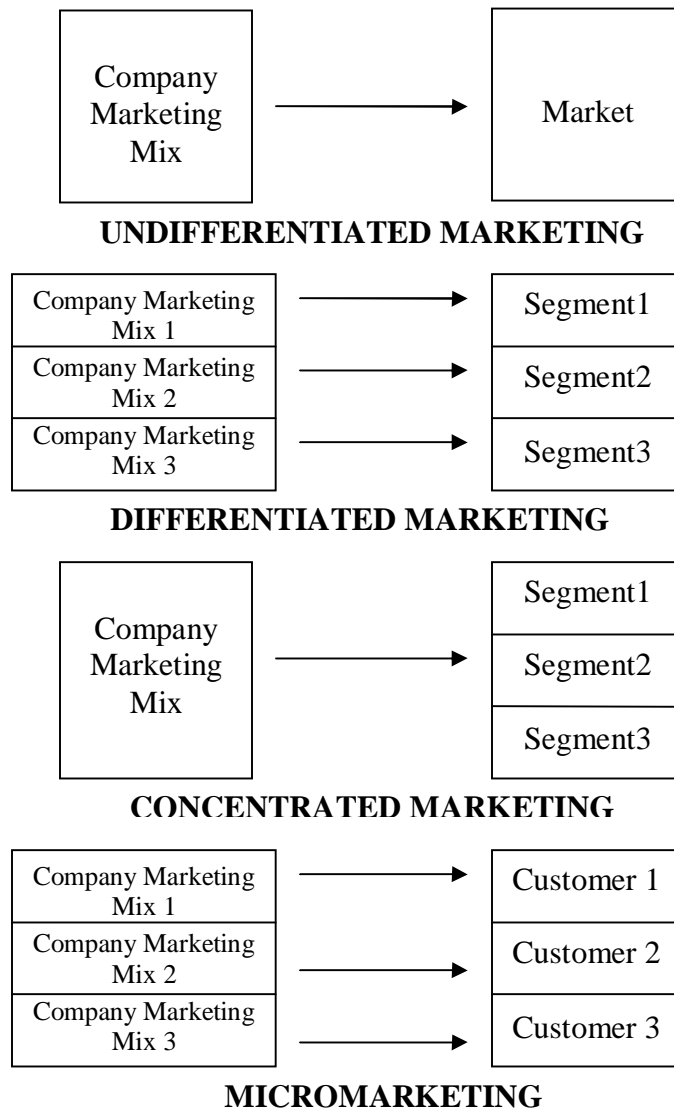 Company
Marketing
Mix
Market
UNDIFFERENTIATED MARKETING
Company Marketing
Mix 1
Segment1
Company Marketing
Mix 2
Segment2
Company Marketing
Mix 3
Segment3
DIFFERENTIATED MARKETING
Company
Marketing
Mix
Segment1
Segment2
Segment3
CONCENTRATED MARKETING
Company Marketing
Mix 1
Customer 1
Company Marketing
Mix 2
Customer 2
Company Marketing
Mix 3
Customer 3
MICROMARKETING